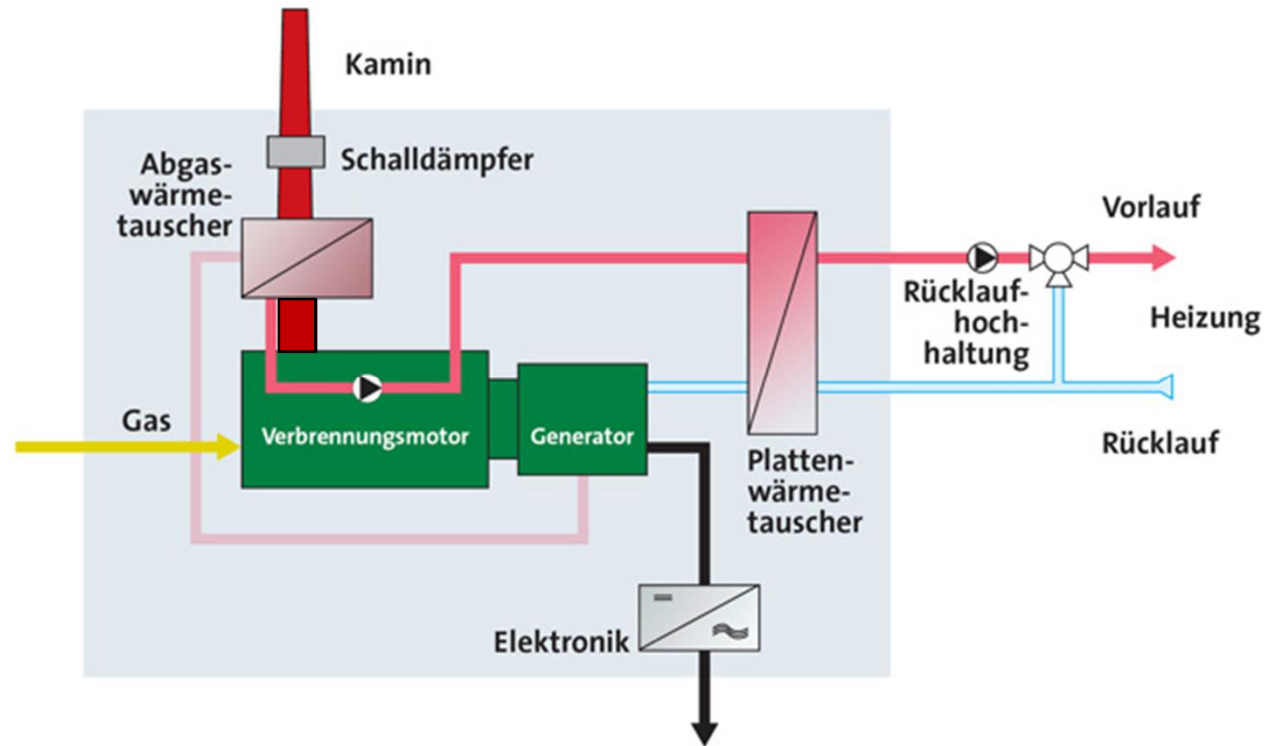 Kamin
Schalldämpfer
Abgas-
wärme-
tauscher
Vorlauf
Rücklauf-
hoch-
haltung
Heizung
Gas
Verbrennungsmotor
Generator
Rücklauf
Platten-
wärme-
tauscher
Elektronik